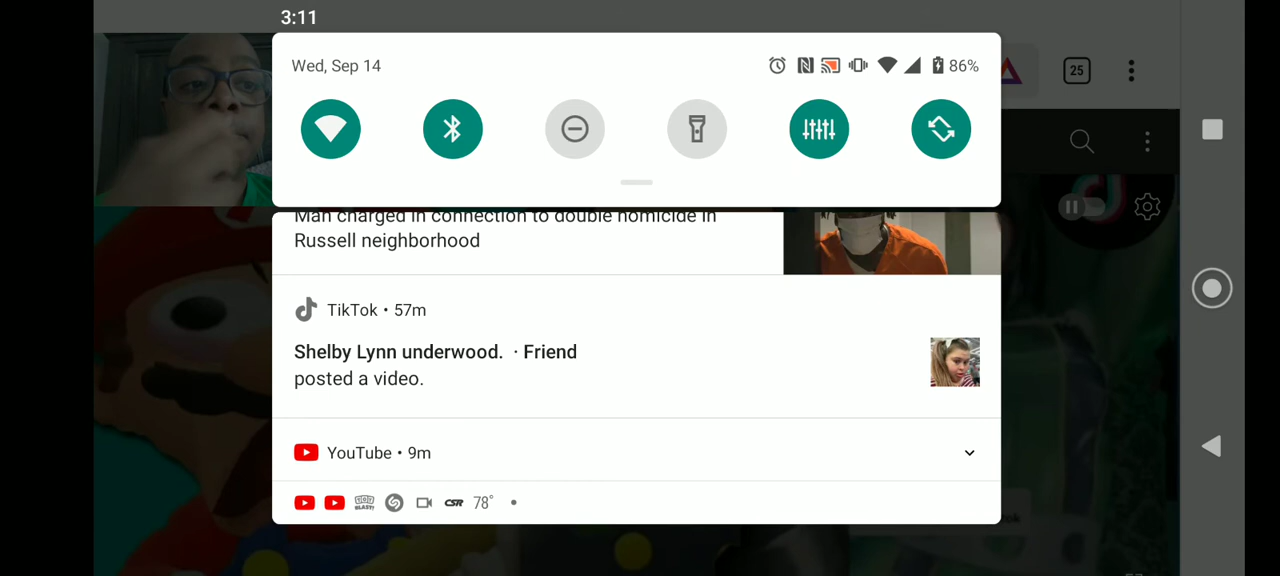 3:11
Wed, Sep 14
86%
25
Man charged in connection to double homicide in
Russell neighborhood
TikTok • 57m
Shelby Lynn underwood. · Friend
posted a video.
YouTube • 9m
CSR 78°